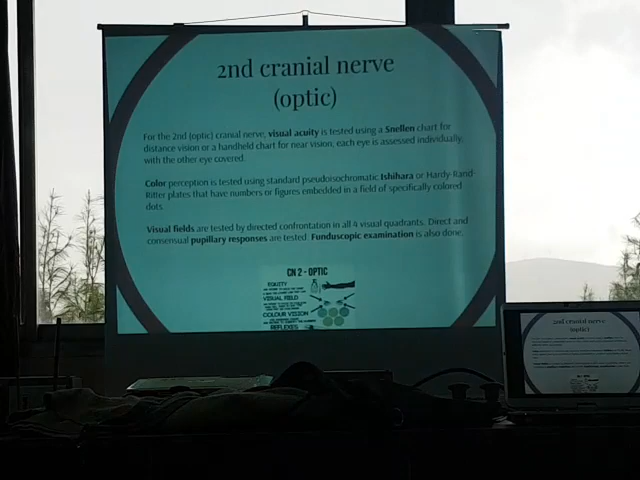 2nd cranial nerve
(optic)
For the 2nd (optic) cranial nerve, visual acuity is tested using a Snellen chart for
distance vision or a handheld chart for near vision; each eye is assessed individually,
with the other eye covered.
Color perception is tested using standard pseudoisochromatic Ishihara or Hardy-Rand-
Ritter plates that have numbers or figures embedded in a field of specifically colored
dots.
Visual fields are tested by directed confrontation in all 4 visual quadrants. Direct and
consensual pupillary responses are tested. Funduscopic examination is also done.
CN 2 - OPTIC
ACUITY
VISUAL FIELD
COLOUR VISION
REFLEXES
2nd cranial nerve
(optic)